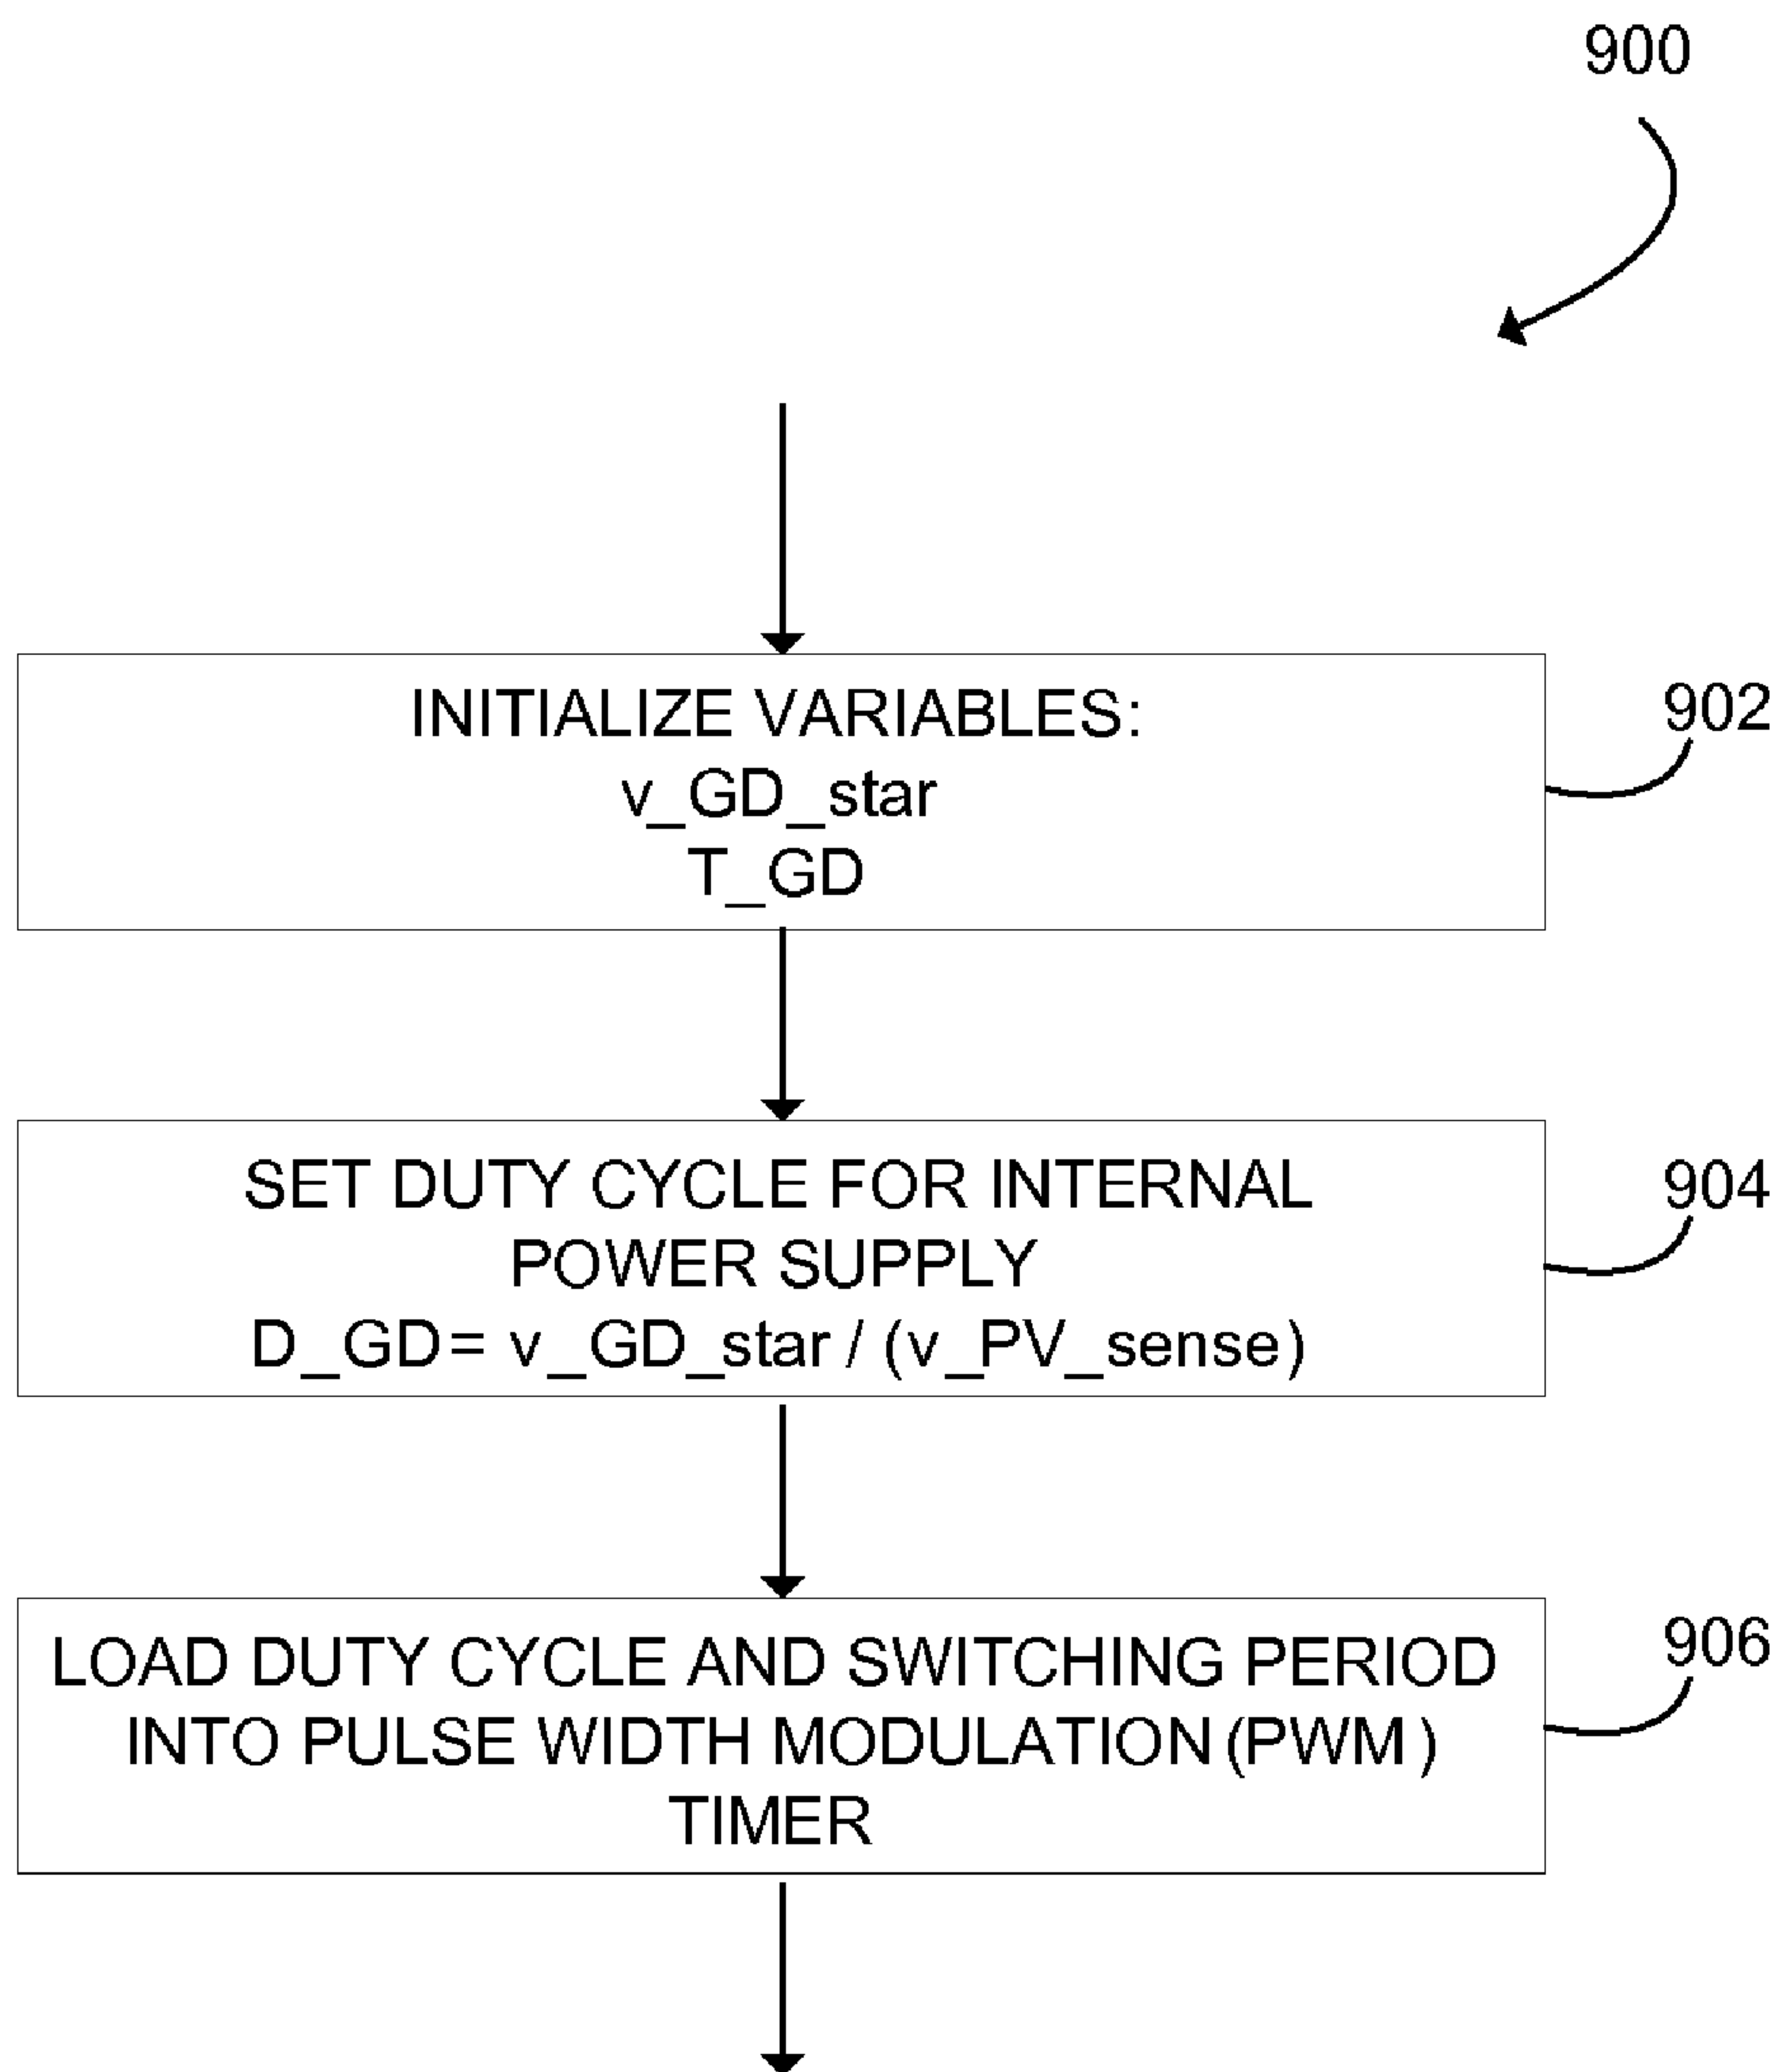 900
INITIALIZE VARIABLES:
v_GD_star
T_GD
902
SET DUTY CYCLE FOR INTERNAL
POWER SUPPLY
D_GD= v_GD_star / (v_PV_sense)
904
LOAD DUTY CYCLE AND SWITCHING PERIOD
INTO PULSE WIDTH MODULATION (PWM)
TIMER
906